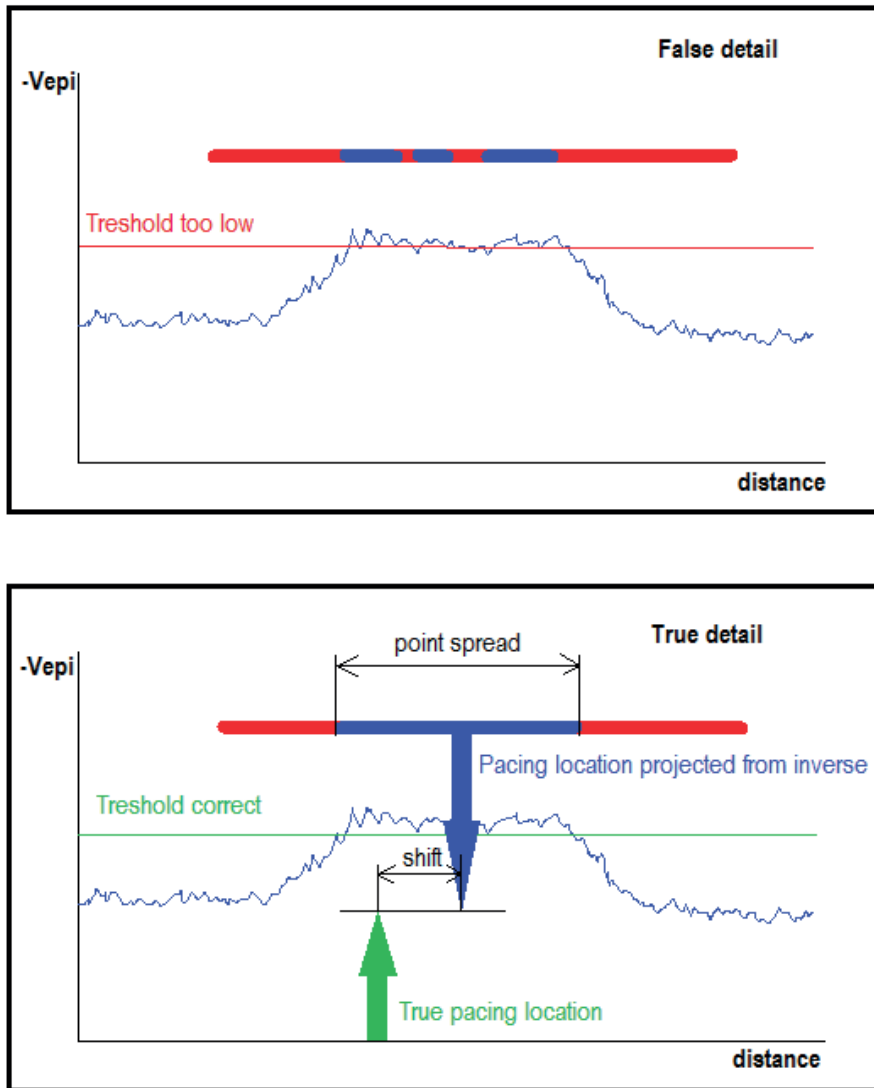 False detail
-Vepi
Treshold too low
distance
point spread
True detail
-Vepi
Pacing location projected from inverse
Treshold correct
shift
True pacing location
distance